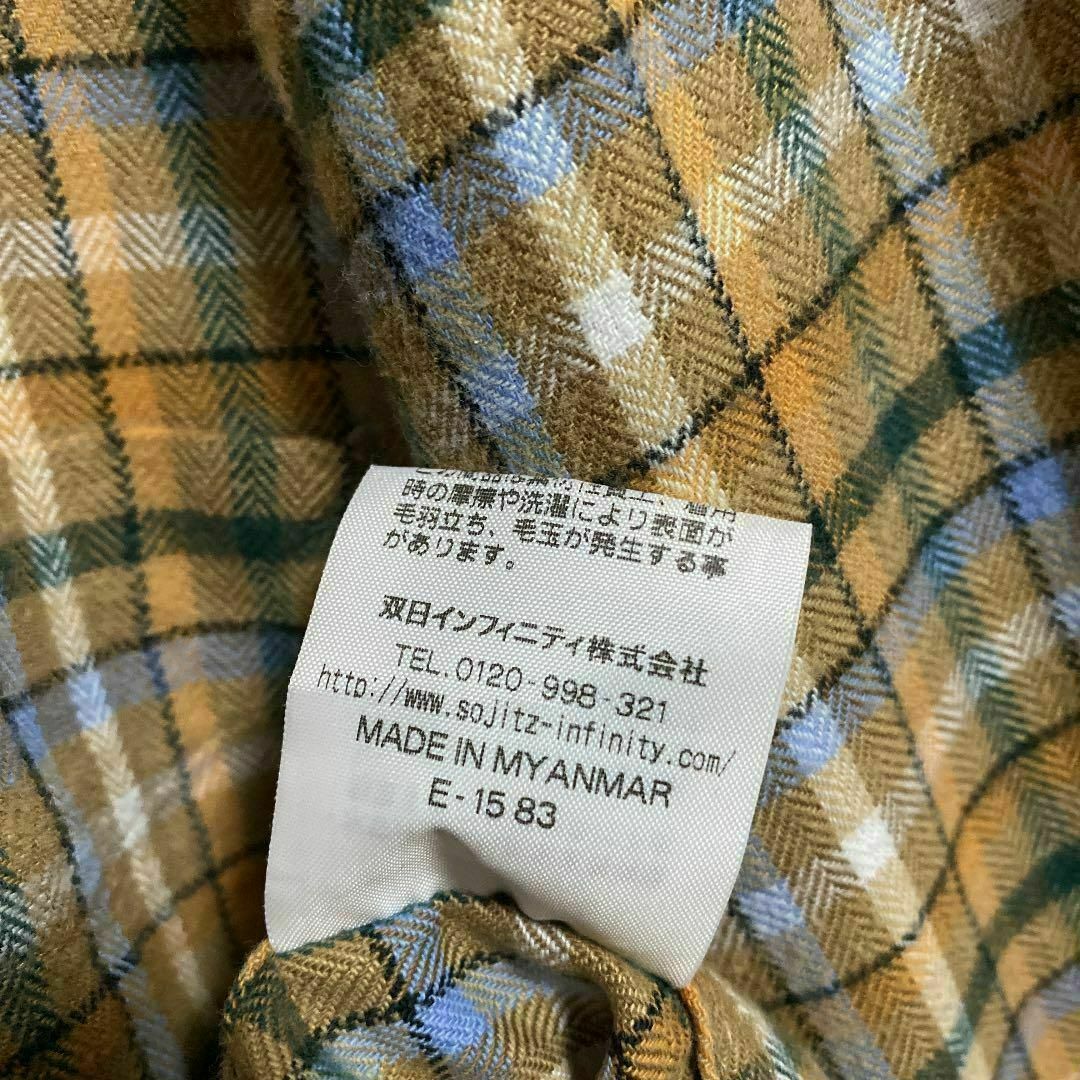 時の摩擦や洗濯により表面が
毛羽立ち、毛玉が発生する事
があります。
双日インフィニティ株式会社
TEL.0120-998-321
http://www.sojitz-infinity.com/
MADE IN MYANMAR
E-1583